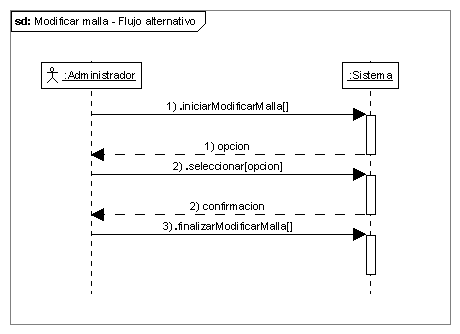 sd: Modificar malla - Flujo alternativo
:Administrador
:Sistema
1) .iniciarModificarMalla[]
1) opcion
2) .seleccionar[opcion]
2) confirmacion
3) .finalizarModificarMalla[]